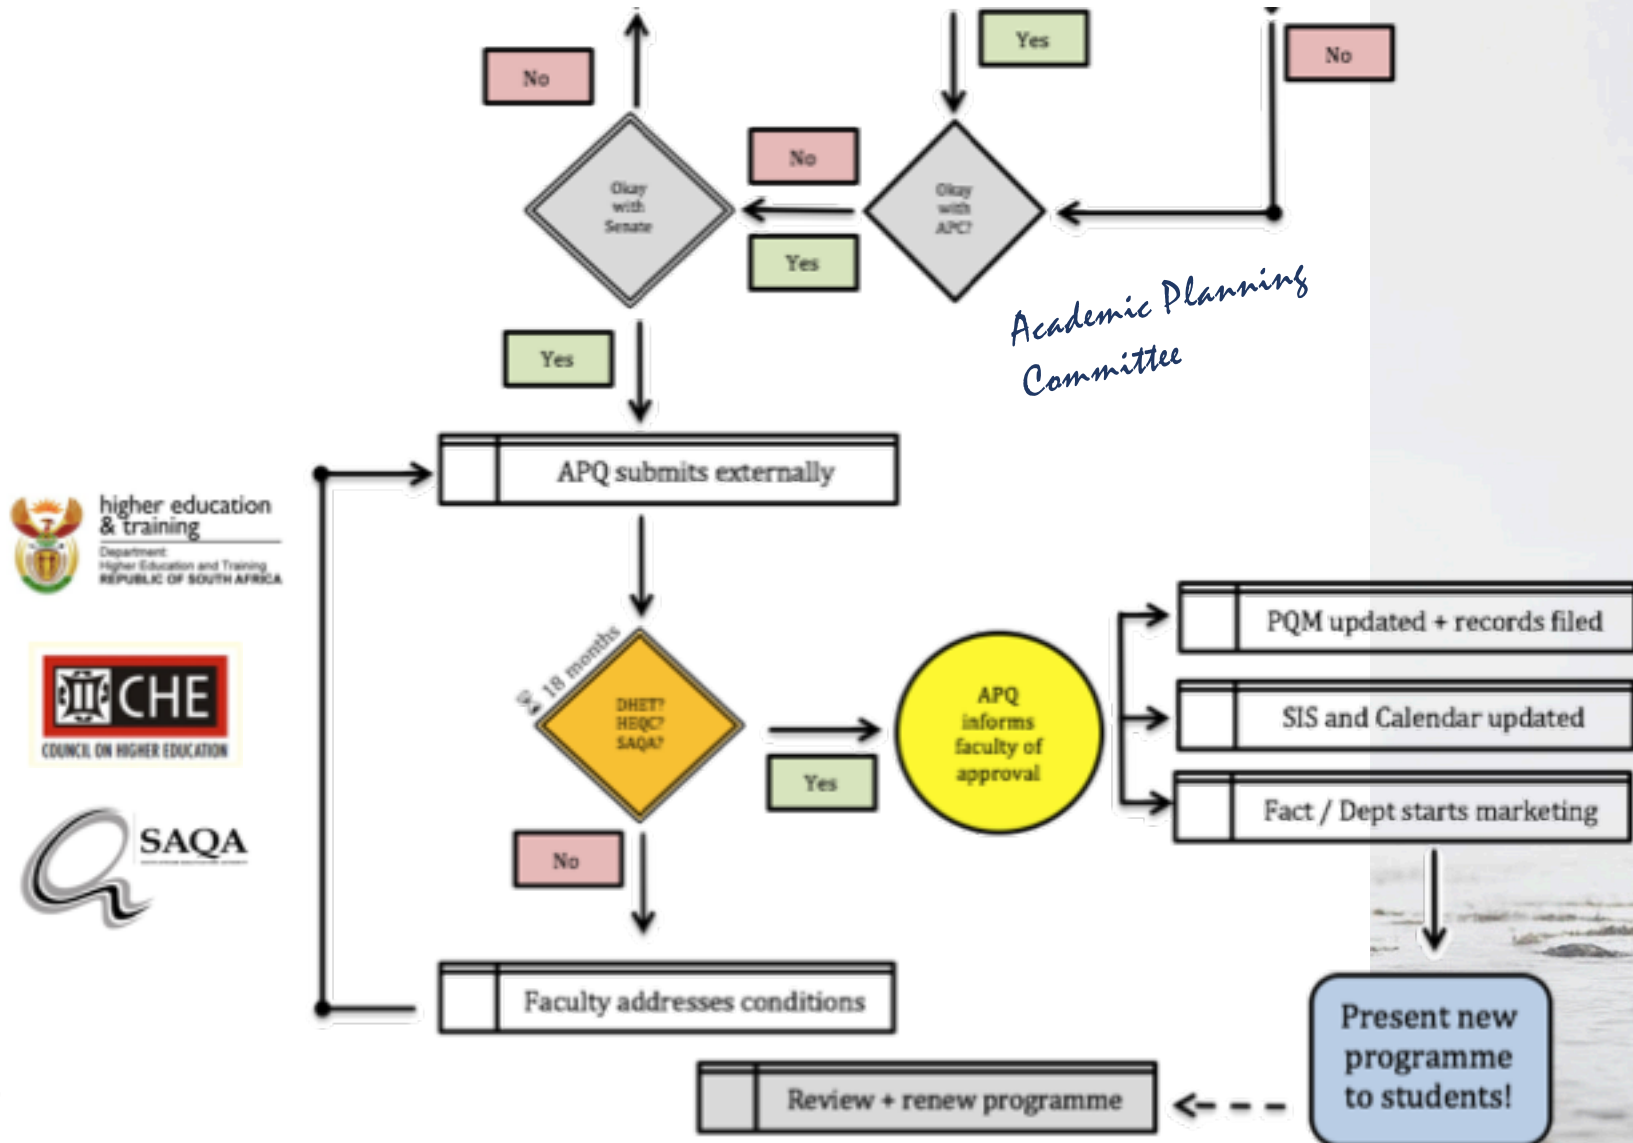 No
Yes
No
No
Okay
with
Senate
Okay
with
APC?
Yes
Academic Planning
Committee
Yes
APQ submits externally
higher education
& training
Department:
Higher Education and Training
REPUBLIC OF SOUTH AFRICA
18 months
DHET?
HEQC?
SAQA?
CHE
COUNCIL ON HIGHER EDUCATION
Yes
APQ
informs
faculty of
approval
PQM updated + records filed
SIS and Calendar updated
Fact / Dept starts marketing
SAQA
No
Faculty addresses conditions
Present new
programme
to students!
Review + renew programme